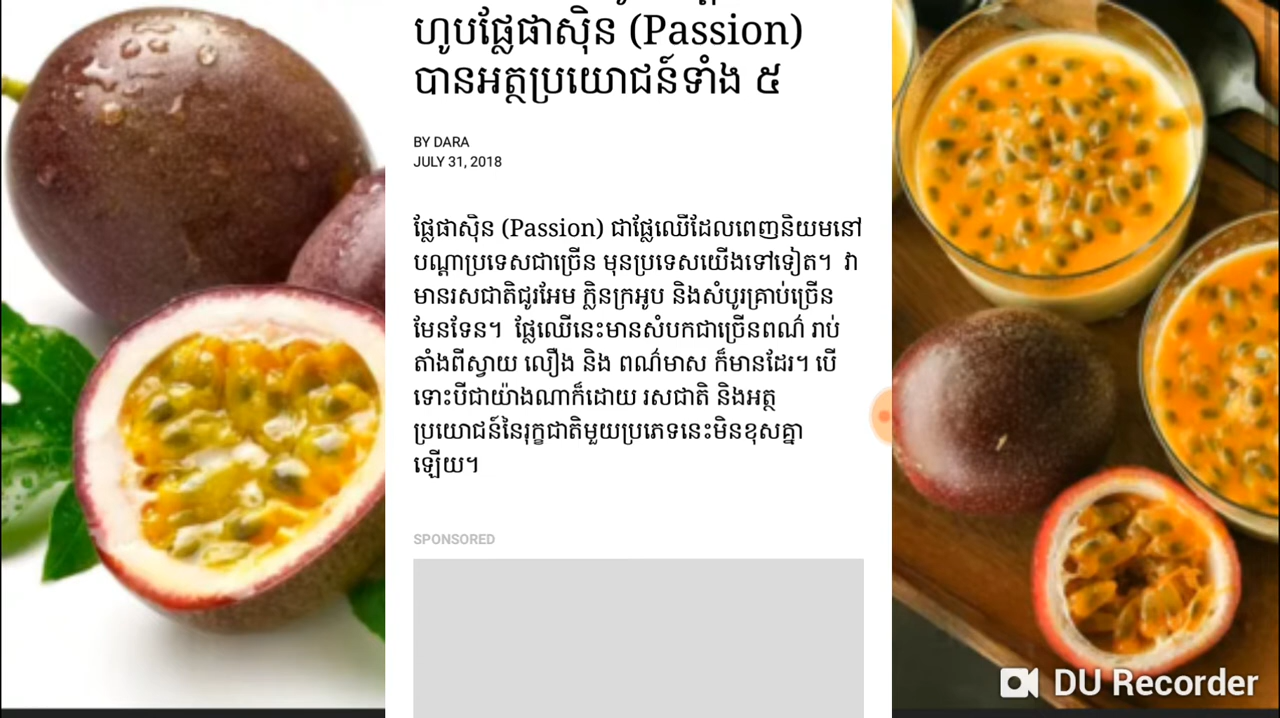 ហូបផ្លែផាស៊ិន (Passion)
បានអត្ថប្រយោជន៍ទាំង ៥
BY DARA
JULY 31, 2018
ផ្លែផាស៊ិន (Passion) ជាផ្លែឈើដែលពេញនិយមនៅ
បណ្តាប្រទេសជាច្រើន មុនប្រទេសយើងទៅទៀត។ វា
មានរសជាតិជូរអែម ក្លិនក្រអូប និងសំបូរគ្រាប់ច្រើន
មែនទែន។ ផ្លែឈើនេះមានសំបកជាច្រើនពណ៌ រាប់
តាំងពីស្វាយ លឿង និង ពណ៌មាស ក៏មានដែរ។ បើ
ទោះបីជាយ៉ាងណាក៏ដោយ រសជាតិ និងអត្ថ
ប្រយោជន៍នៃរុក្ខជាតិមួយប្រភេទនេះមិនខុសគ្នា
ឡើយ។
SPONSORED
DU Recorder